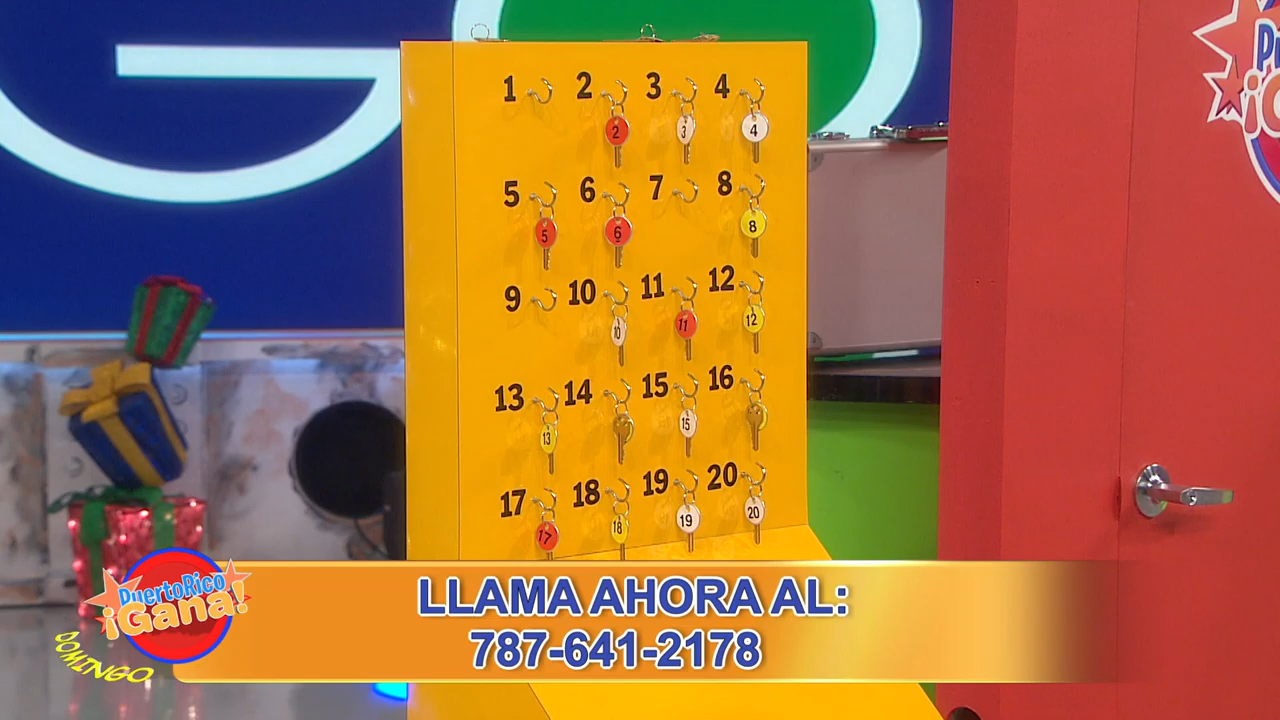 1 2 3 4
2 3 4
5 6 7 8
5 6 8
9 10 11 12
10 11 12
13 14 15 16
13 15
17 18 19 20
17 18 19 20
PuertoRico
¡Gana!
DOMINGO
LLAMA AHORA AL:
787-641-2178